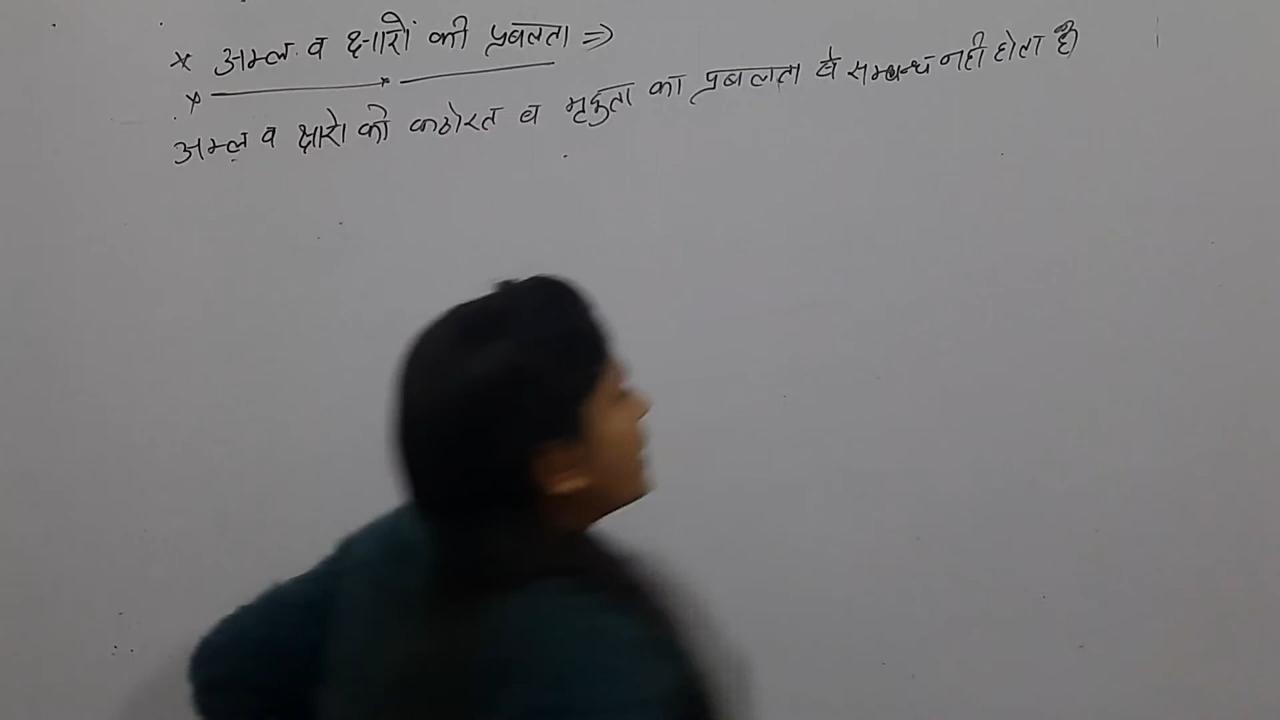 * अम्ल व क्षारों की प्रबलता ⇒
* अम्ल व क्षारो की कठोरत व मृदुता का प्रबलता से सम्बन्ध नही होता है